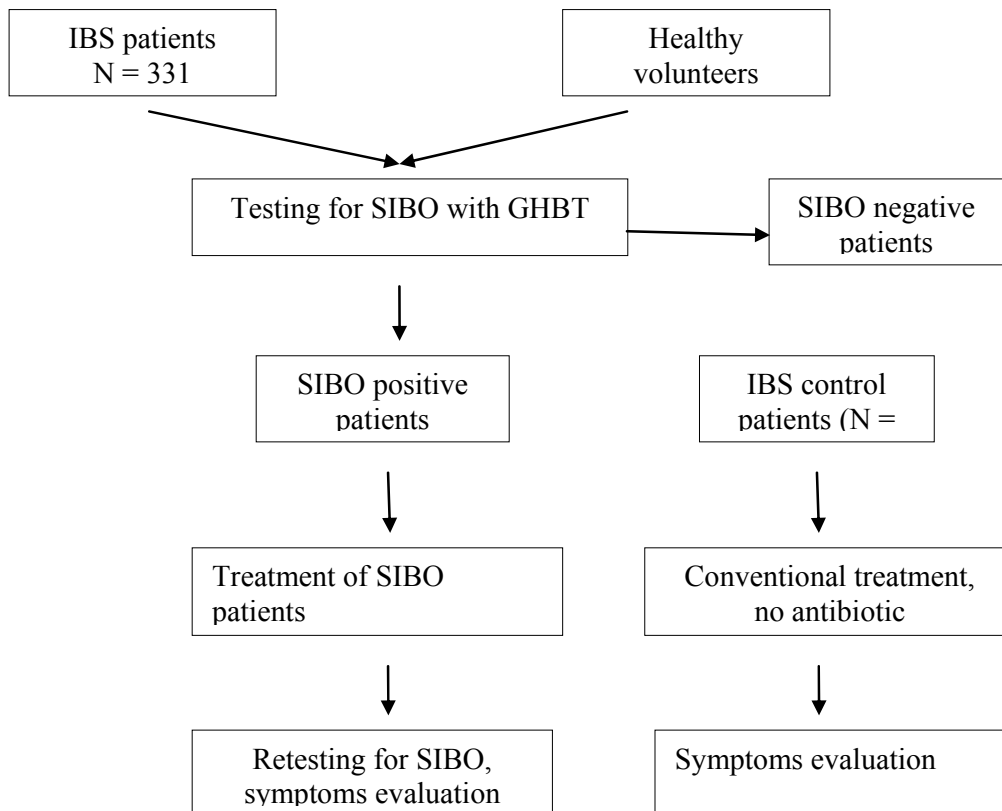 IBS patients
N = 331
Healthy
volunteers
Testing for SIBO with GHBT
SIBO negative
patients
SIBO positive
patients
IBS control
patients (N =
Treatment of SIBO
patients
Conventional treatment,
no antibiotic
Retesting for SIBO,
symptoms evaluation
Symptoms evaluation